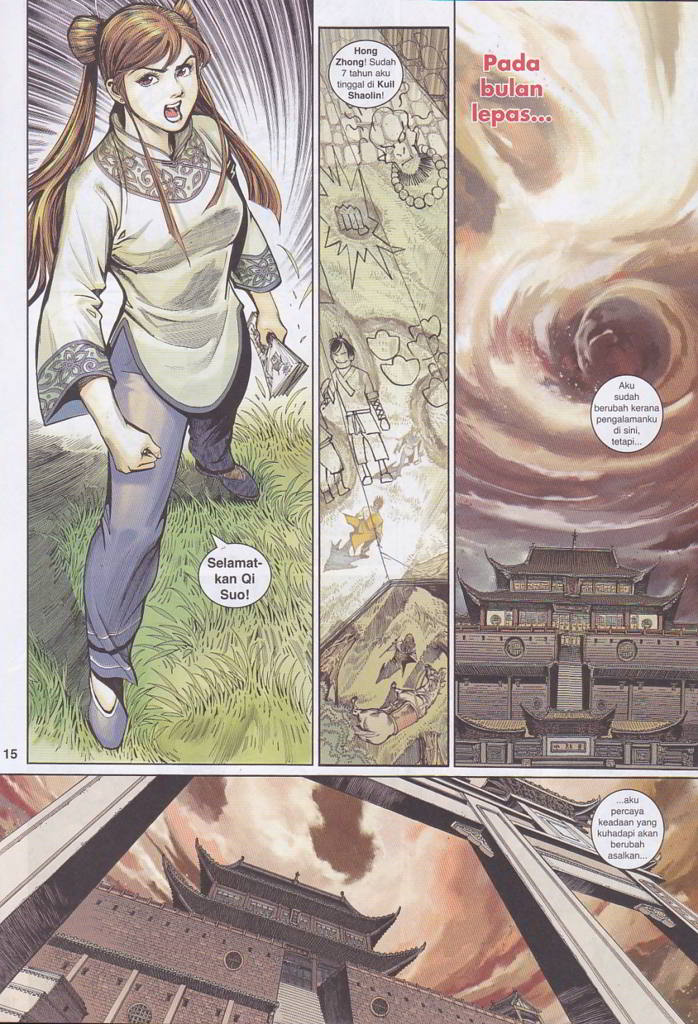 Selamat-
kan Qi
Suo!
Hong
Zhong! Sudah
7 tahun aku
tinggal di Kuil
Shaolin!
Pada
bulan
lepas...
Aku
sudah
berubah kerana
pengalamanku
di sini,
tetapi...
15
...aku
percaya
keadaan yang
kuhadapi akan
berubah
asalkan...